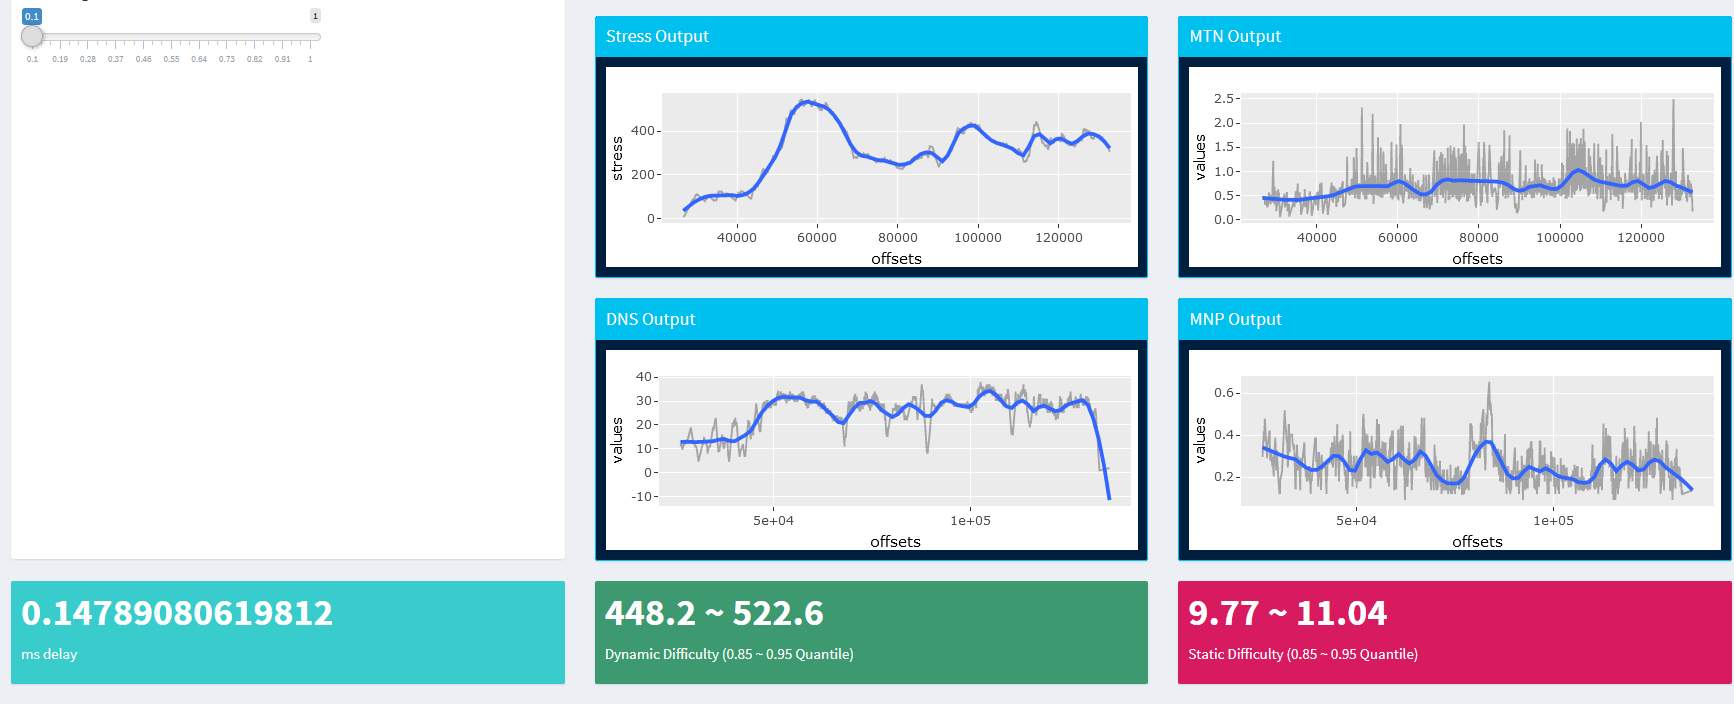 0.1
1
0.1 0.19 0.28 0.37 0.46 0.55 0.64 0.73 0.82 0.91 1
Stress Output
stress
400
200
0
40000 60000 80000 100000 120000
offsets
MTN Output
values
2.5
2.0
1.5
1.0
0.5
0.0
40000 60000 80000 100000 120000
offsets
DNS Output
values
40
30
20
10
0
-10
5e+04 1e+05
offsets
MNP Output
values
0.6
0.4
0.2
5e+04 1e+05
offsets
0.14789080619812
ms delay
448.2 ~ 522.6
Dynamic Difficulty (0.85 ~ 0.95 Quantile)
9.77 ~ 11.04
Static Difficulty (0.85 ~ 0.95 Quantile)